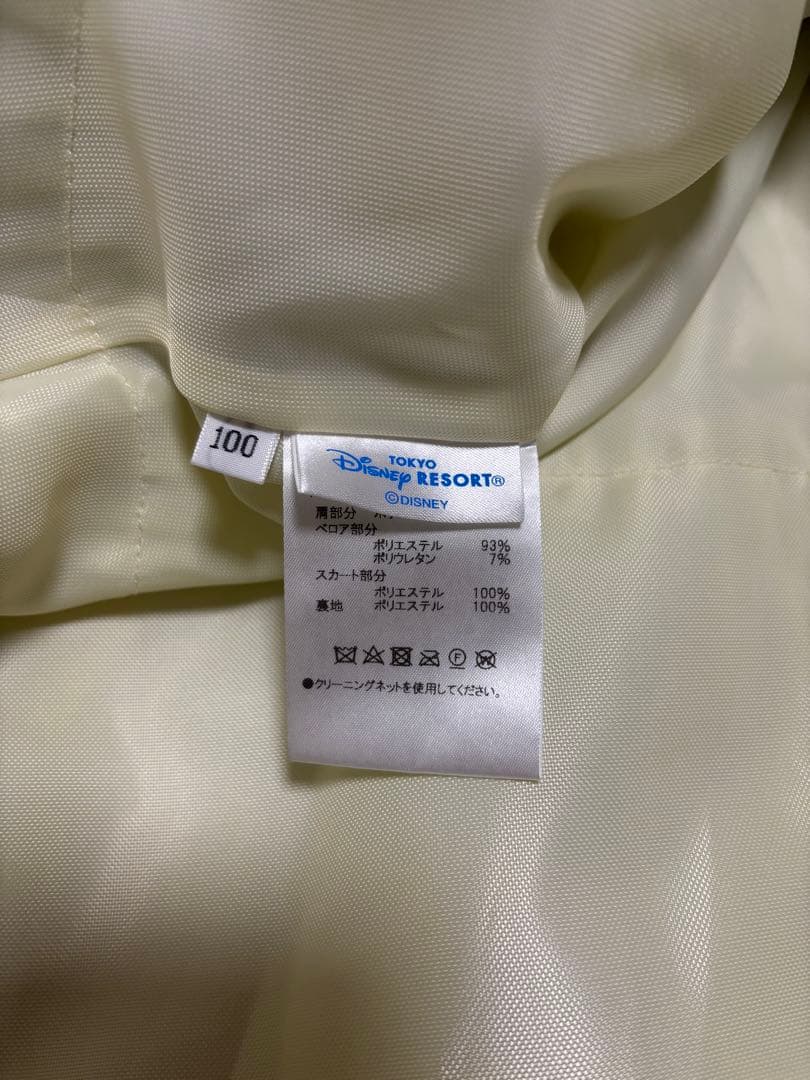 100
TOKYO
Disney RESORT®
©DISNEY
肩部分
ベロア部分
ポリエステル 93%
ポリウレタン 7%
スカート部分
ポリエステル 100%
裏地 ポリエステル 100%
●クリーニングネットを使用してください。